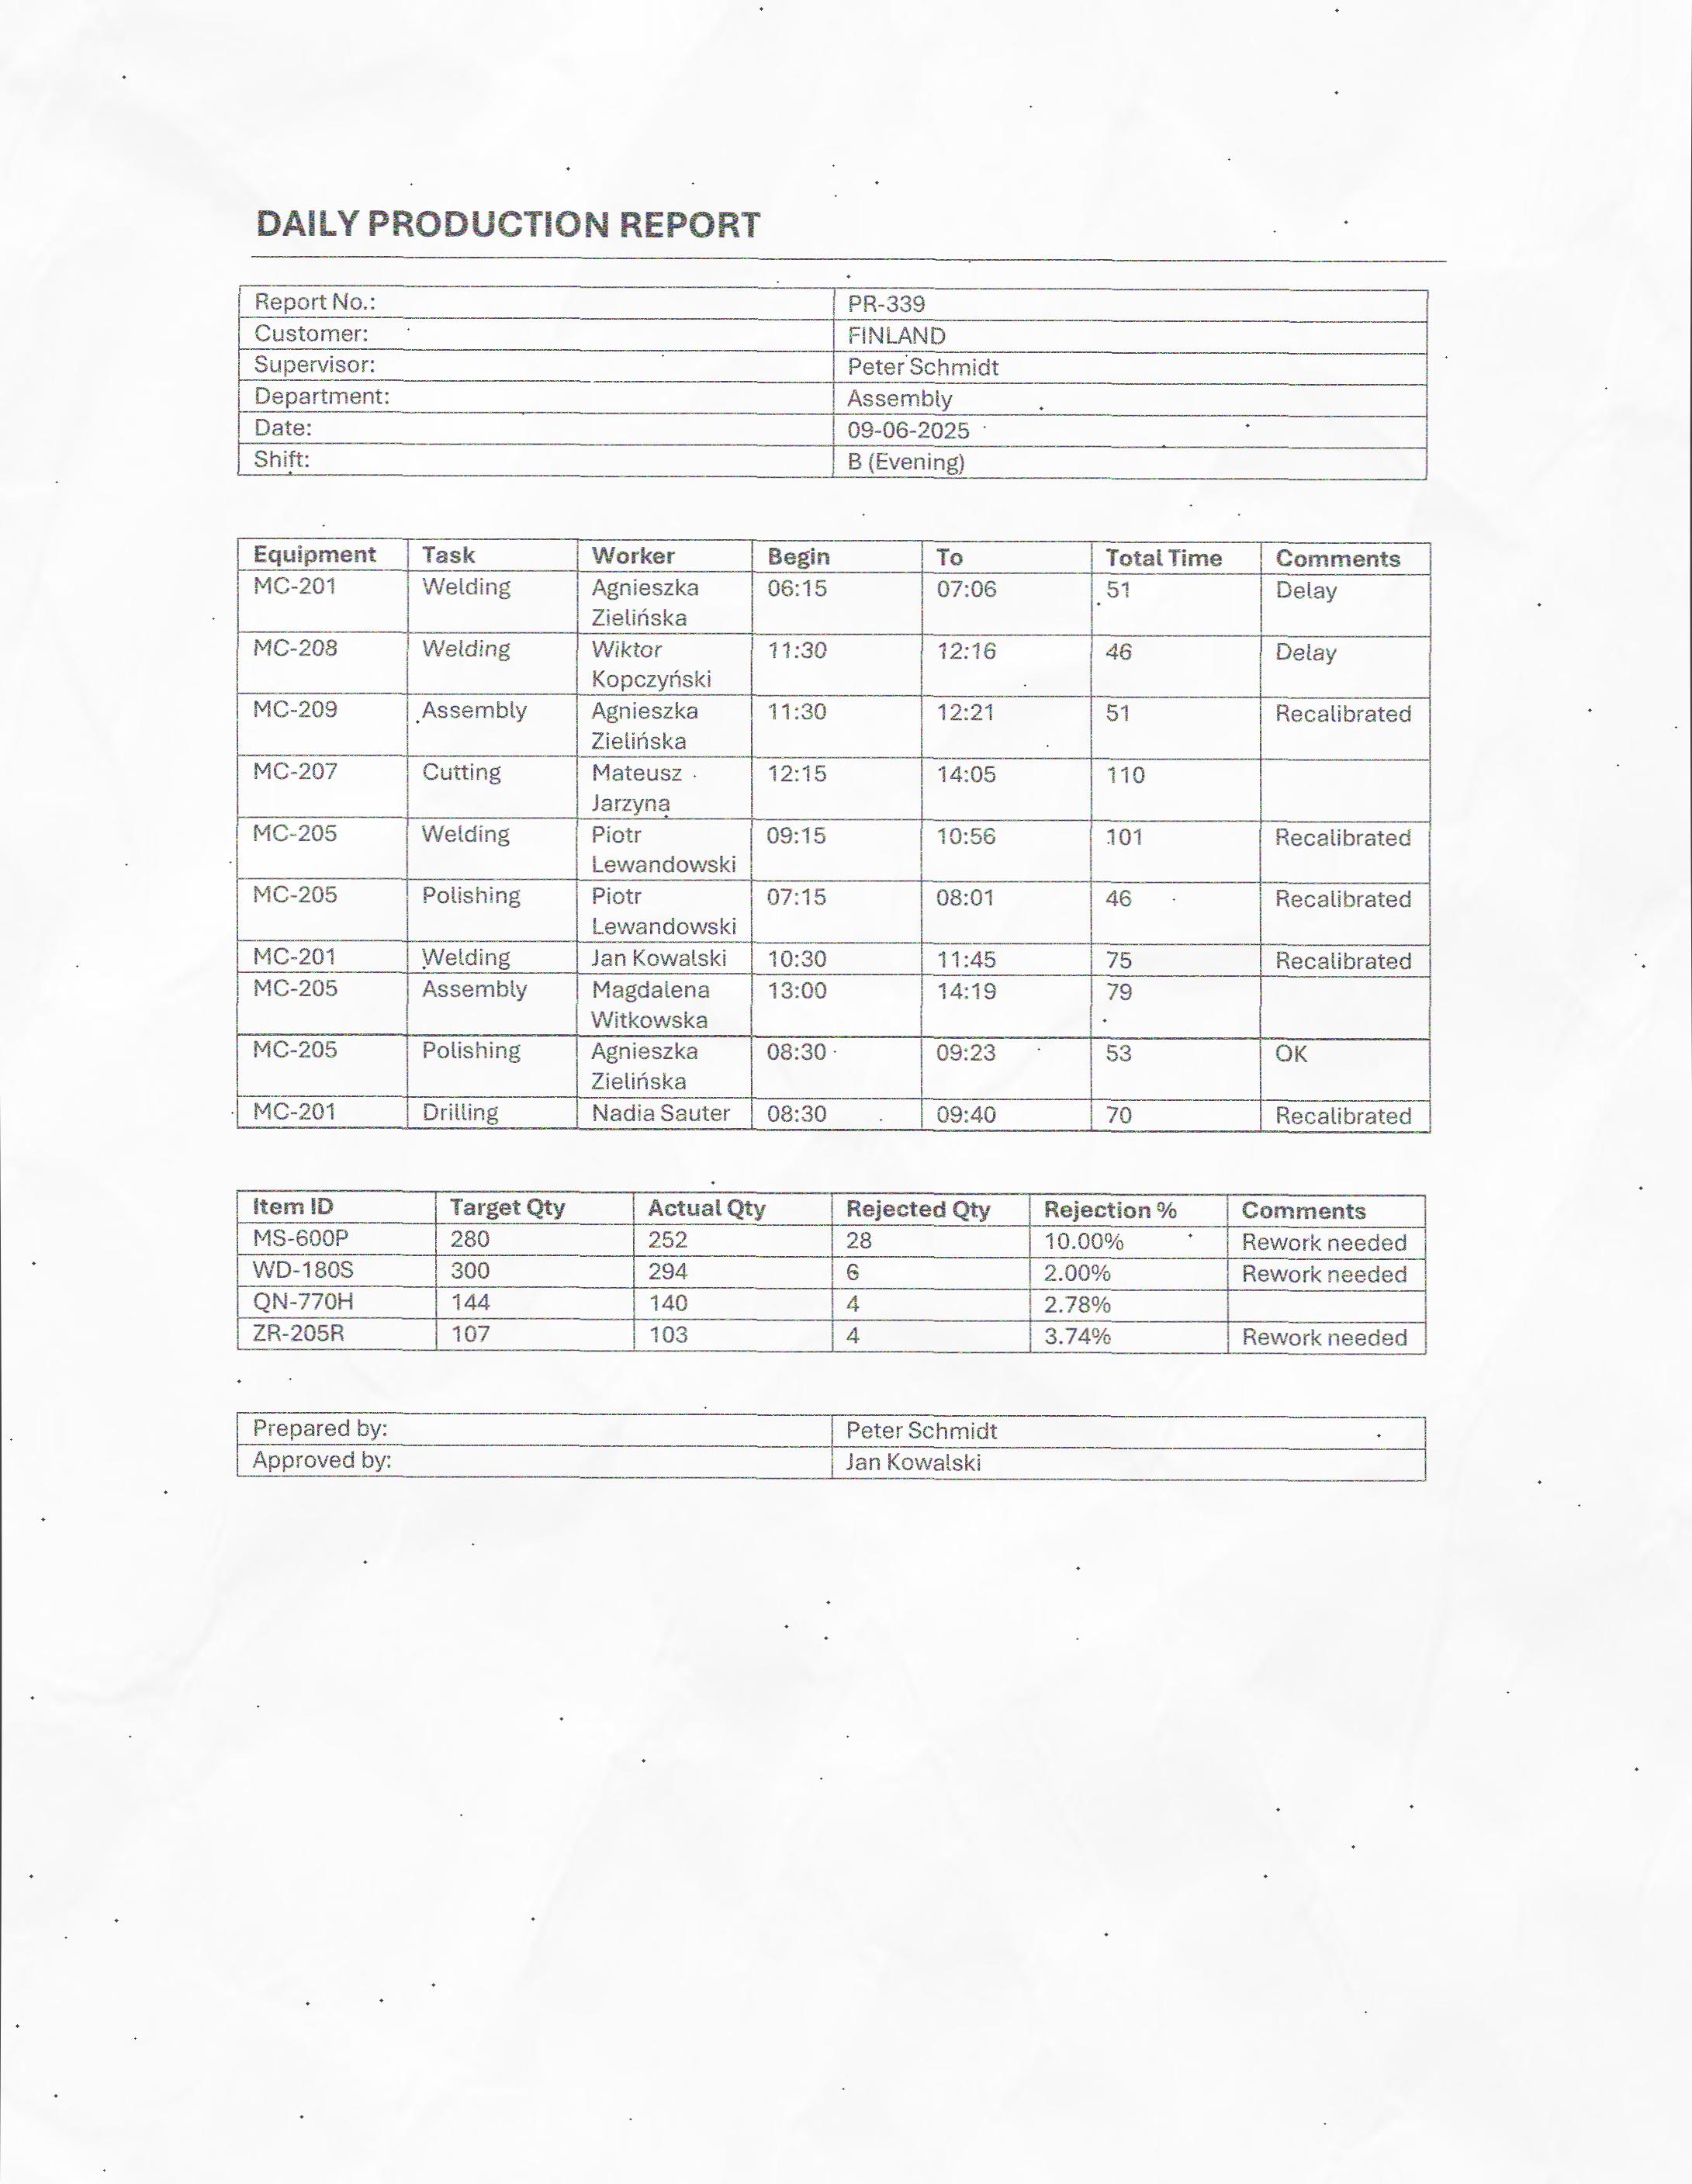 DAILY PRODUCTION REPORT
Report No.: PR-339
Customer: FINLAND
Supervisor: Peter Schmidt
Department: Assembly
Date: 09-06-2025
Shift: B (Evening)
Equipment Task Worker Begin To Total Time Comments
MC-201 Welding Agnieszka 06:15 07:06 51 Delay
Zielińska
MC-208 Welding Wiktor 11:30 12:16 46 Delay
Kopczyński
MC-209 Assembly Agnieszka 11:30 12:21 51 Recalibrated
Zielińska
MC-207 Cutting Mateusz 12:15 14:05 110
Jarzyna
MC-205 Welding Piotr 09:15 10:56 101 Recalibrated
Lewandowski
MC-205 Polishing Piotr 07:15 08:01 46 Recalibrated
Lewandowski
MC-201 Welding Jan Kowalski 10:30 11:45 75 Recalibrated
MC-205 Assembly Magdalena 13:00 14:19 79
Witkowska
MC-205 Polishing Agnieszka 08:30 09:23 53 OK
Zielińska
MC-201 Drilling Nadia Sauter 08:30 09:40 70 Recalibrated
Item ID Target Qty Actual Qty Rejected Qty Rejection % Comments
MS-600P 280 252 28 10.00% Rework needed
WD-180S 300 294 6 2.00% Rework needed
QN-770H 144 140 4 2.78%
ZR-205R 107 103 4 3.74% Rework needed
Prepared by: Peter Schmidt
Approved by: Jan Kowalski